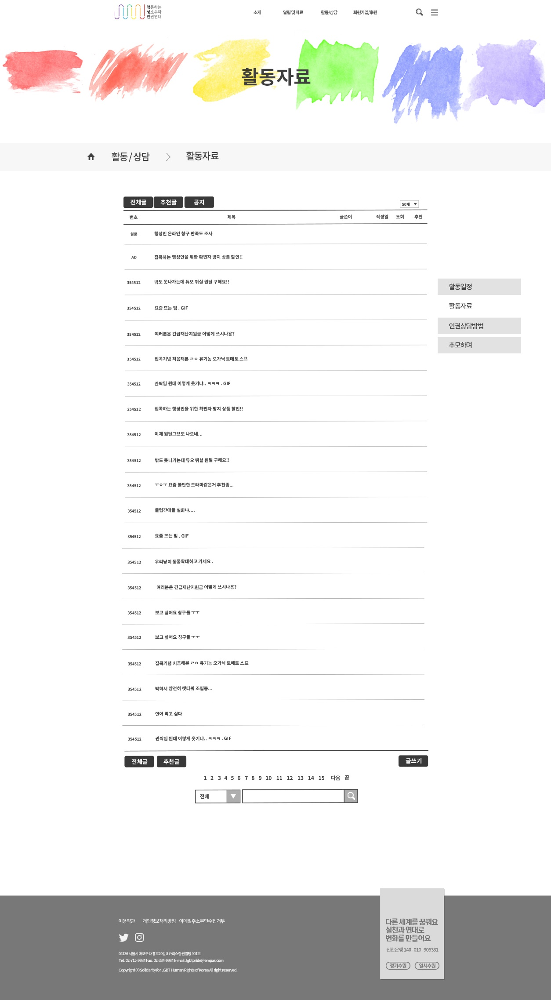 행동하는
성소수자
인권연대
소개 알림 및 자료 활동/상담 회원가입/후원
활동자료
활동 / 상담 활동자료
전체글 추천글 공지
50개
번호 제목 글쓴이 작성일 조회 추천
설문 행성인 온라인 창구 만족도 조사
AD 집콕하는 행성인을 위한 확찐자 방지 상품 할인!!
354512 밖도 못나가는데 듀오 뛰실 원딜 구해요!!
354512 요즘 뜨는 밈 . GIF
354512 여러분은 긴급재난지원금 어떻게 쓰시나용?
354512 집콕기념 처음해본 ㄹㅇ 유기농 오가닉 토메토 스프
354512 관짝밈 뭔데 이렇게 웃기냐.. ㅋㅋㅋ . GIF
354512 집콕하는 행성인을 위한 확찐자 방지 상품 할인!!
354512 이제 원딜그브도 나오네...
354512 밖도 못나가는데 듀오 뛰실 원딜 구해요!!
354512 ㅜㅇㅜ 요즘 볼만한 드라마같은거 추천좀...
354512 클럽간애들 실화냐....
354512 요즘 뜨는 밈 . GIF
354512 우리냥이 동물확대하고 가세요 .
354512 여러분은 긴급재난지원금 어떻게 쓰시나용?
354512 보고 싶어요 칭구들 ㅜㅜ
354512 보고 싶어요 칭구들 ㅜㅜ
354512 집콕기념 처음해본 ㄹㅇ 유기농 오가닉 토메토 스프
354512 박혀서 얌전히 캣타워 조립중...
354512 연어 먹고 싶다
354512 관짝밈 뭔데 이렇게 웃기냐.. ㅋㅋㅋ . GIF
활동일정
활동자료
인권상담방법
추모하며
전체글 추천글 글쓰기
1 2 3 4 5 6 7 8 9 10 11 12 13 14 15 다음 끝
전체
이용약관 개인정보처리방침 이메일주소무단수집거부
04136 서울시 마포구 대흥로20길 8 카리스정원빌딩 401호
Tel . 02-715-9984 Fax . 02-334-9984 E-mail . lgbtpride@empas.com
Copyright ⓒ Solidarity for LGBT Human Rights of Korea All right reserved.
다른 세계를 꿈꿔요
실천과 연대로
변화를 만들어요
신한은행 140 - 010 - 905331
정기후원 일시후원